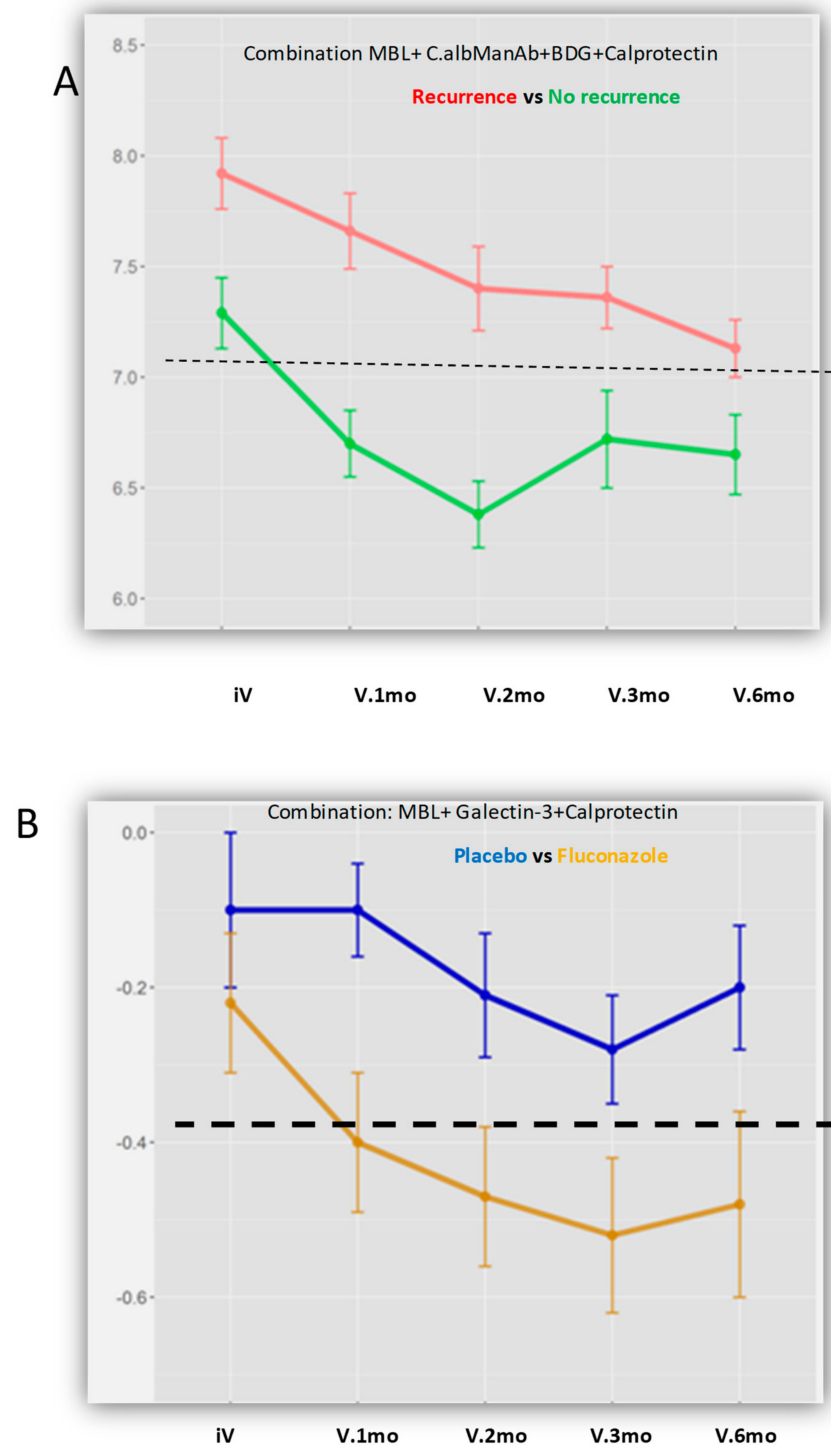 A
Combination MBL+ C.albManAb+BDG+Calprotectin
Recurrence vs No recurrence
8.5
8.0
7.5
7.0
6.5
6.0
iV V.1mo V.2mo V.3mo V.6mo
B
Combination: MBL+ Galectin-3+Calprotectin
Placebo vs Fluconazole
0.0
-0.2
-0.4
-0.6
iV V.1mo V.2mo V.3mo V.6mo